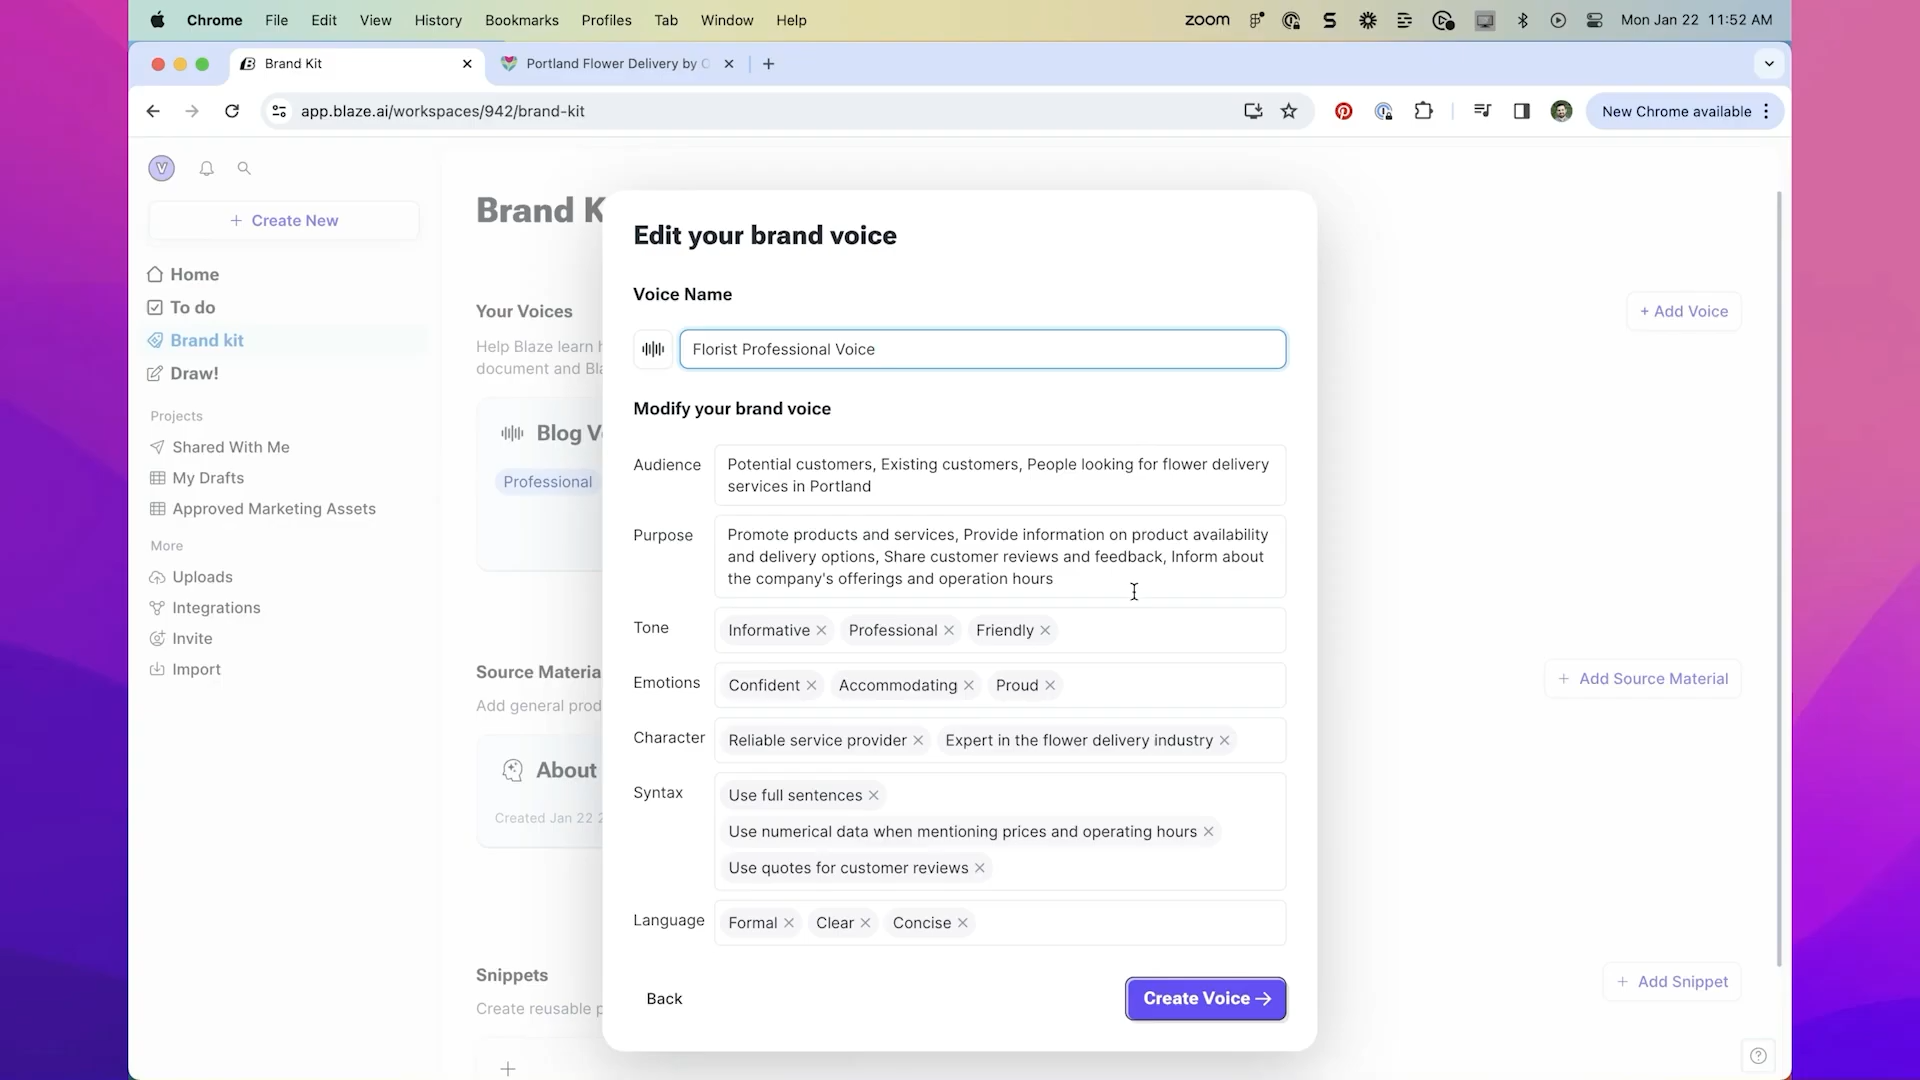 Chrome File Edit View History Bookmarks Profiles Tab Window Help zoom Mon Jan 22 11:52 AM
Brand Kit Portland Flower Delivery by
app.blaze.ai/workspaces/942/brand-kit New Chrome available
V
+ Create New
Home
To do
Brand kit
Draw!
Projects
Shared With Me
My Drafts
Approved Marketing Assets
More
Uploads
Integrations
Invite
Import
Brand K
Your Voices
+ Add Voice
Help Blaze learn
document and Bla
Blog V
Professional
Source Materia
+ Add Source Material
Add general prod
About
Created Jan 22 2
Snippets
+ Add Snippet
Create reusable p
+
Edit your brand voice
Voice Name
Florist Professional Voice
Modify your brand voice
Audience
Potential customers, Existing customers, People looking for flower delivery
services in Portland
Purpose
Promote products and services, Provide information on product availability
and delivery options, Share customer reviews and feedback, Inform about
the company's offerings and operation hours
Tone
Informative × Professional × Friendly ×
Emotions
Confident × Accommodating × Proud ×
Character
Reliable service provider × Expert in the flower delivery industry ×
Syntax
Use full sentences ×
Use numerical data when mentioning prices and operating hours ×
Use quotes for customer reviews ×
Language
Formal × Clear × Concise ×
Back
Create Voice →